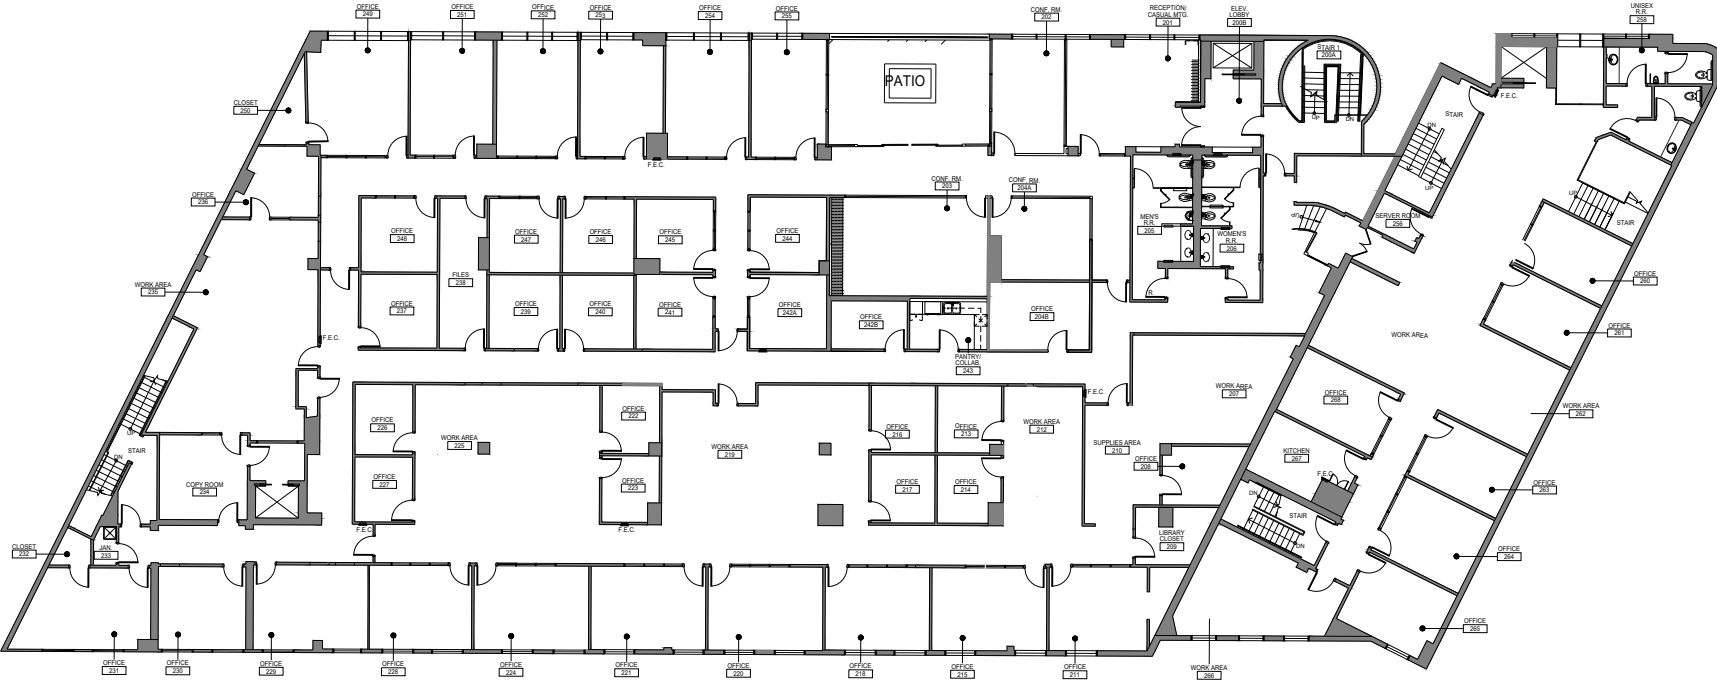 OFFICE
249
OFFICE
251
OFFICE
252
OFFICE
253
OFFICE
254
OFFICE
255
CONF. RM.
202
RECEPTION/
CASUAL MTG.
201
ELEV.
LOBBY
200B
UNISEX
R.R.
258
STAIR 1
200A
UP
DN
PATIO
F.E.C.
CLOSET
250
STAIR
DN
UP
F.E.C.
OFFICE
236
CONF. RM.
203
CONF. RM.
204A
MEN'S
R.R.
205
WOMEN'S
R.R.
206
R
UP
SERVER ROOM
256
UP
STAIR
OFFICE
248
OFFICE
247
OFFICE
246
OFFICE
245
OFFICE
244
FILES
238
WORK AREA
235
OFFICE
237
OFFICE
239
OFFICE
240
OFFICE
241
OFFICE
242A
OFFICE
242B
OFFICE
204B
PANTRY/
COLLAB.
243
F.E.C.
OFFICE
260
OFFICE
261
WORK AREA
WORK AREA
207
OFFICE
268
WORK AREA
262
F.E.C.
UP
DN
STAIR
COPY ROOM
234
OFFICE
226
OFFICE
227
WORK AREA
225
OFFICE
222
OFFICE
223
WORK AREA
219
OFFICE
216
OFFICE
217
OFFICE
213
OFFICE
214
WORK AREA
212
SUPPLIES AREA
210
OFFICE
208
KITCHEN
267
F.E.C.
DN
STAIR
DN
OFFICE
263
OFFICE
264
OFFICE
265
F.E.C.
F.E.C.
LIBRARY
CLOSET
209
CLOSET
232
JAN.
233
OFFICE
231
OFFICE
230
OFFICE
229
OFFICE
228
OFFICE
224
OFFICE
221
OFFICE
220
OFFICE
218
OFFICE
215
OFFICE
211
WORK AREA
266